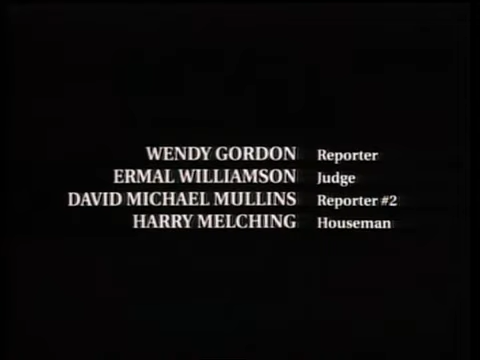 WENDY GORDON Reporter
ERMAL WILLIAMSON Judge
DAVID MICHAEL MULLINS Reporter #2
HARRY MELCHING Houseman